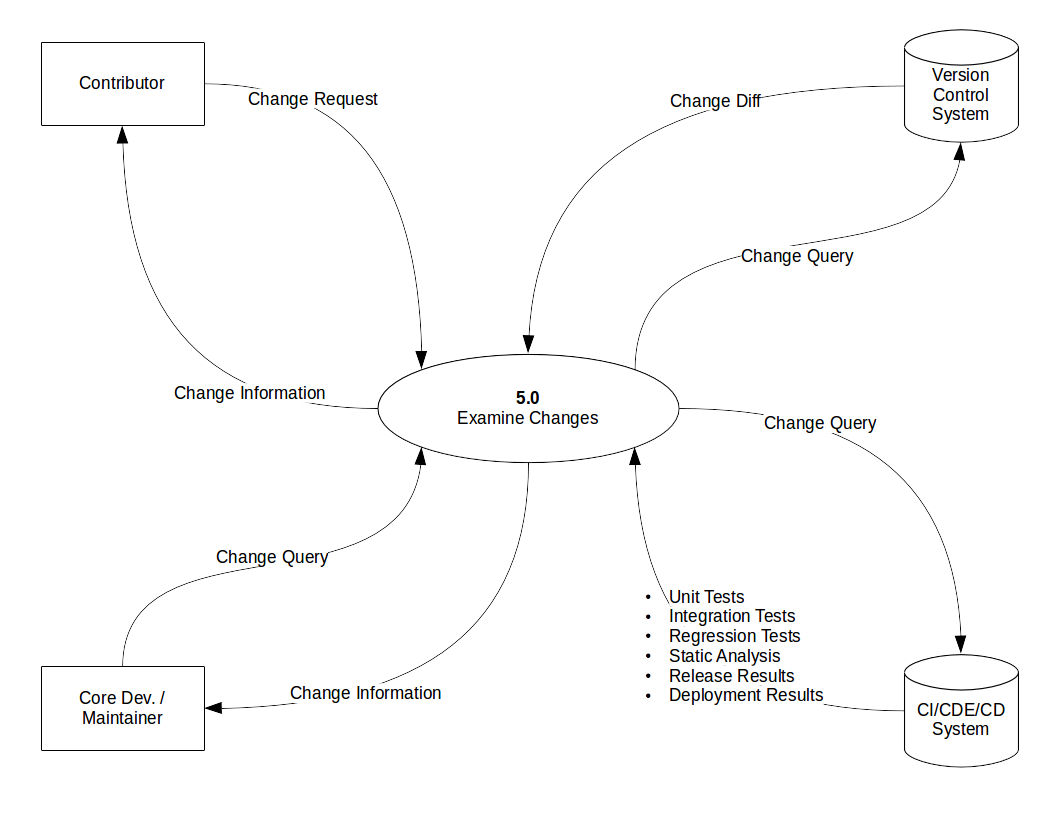 Contributor
Change Request
Change Diff
Version
Control
System
Change Query
Change Information
5.0
Examine Changes
Change Query
Change Query
• Unit Tests
• Integration Tests
• Regression Tests
• Static Analysis
• Release Results
• Deployment Results
Core Dev. /
Maintainer
Change Information
CI/CDE/CD
System